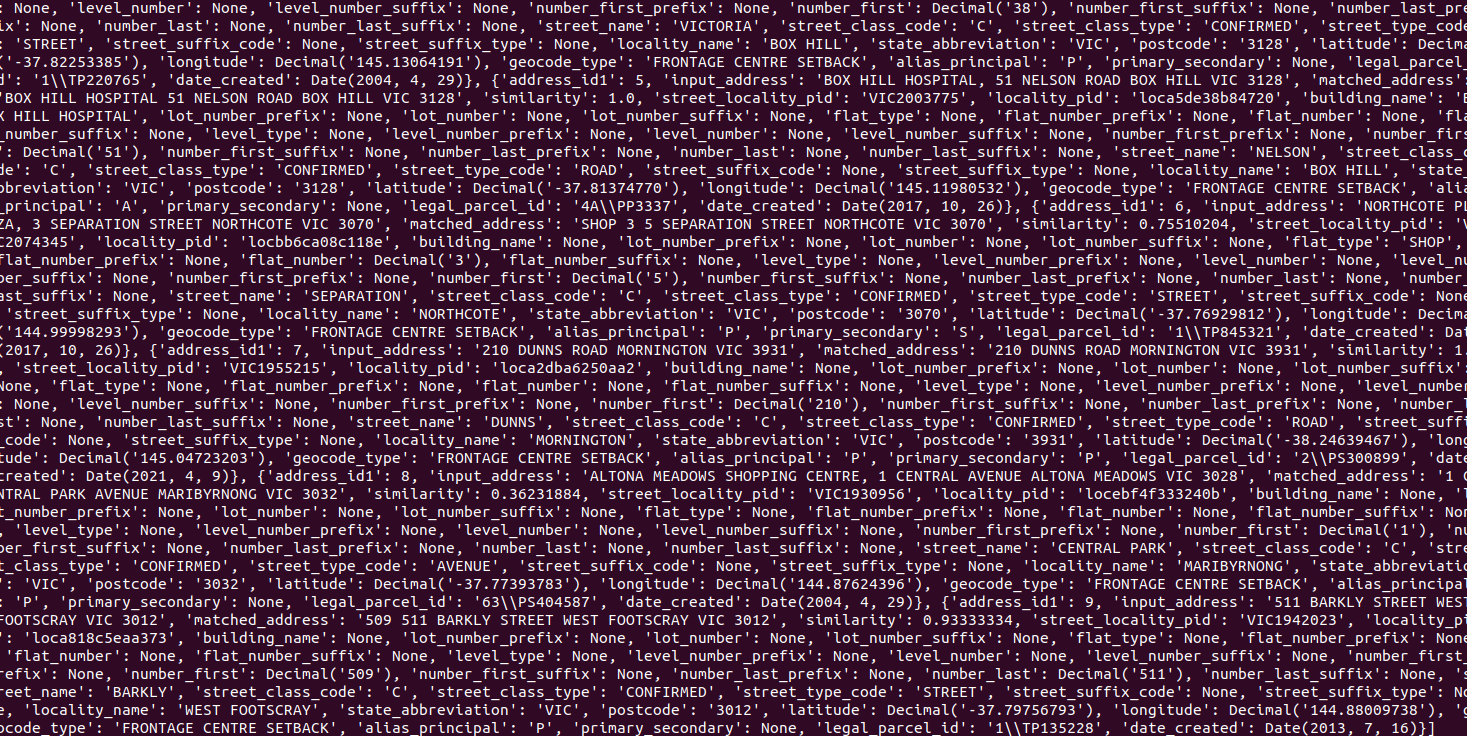 : None, 'level_number': None, 'level_number_suffix': None, 'number_first_prefix': None, 'number_first': Decimal('38'), 'number_first_suffix': None, 'number_last_pre
ix': None, 'number_last': None, 'number_last_suffix': None, 'street_name': 'VICTORIA', 'street_class_code': 'C', 'street_class_type': 'CONFIRMED', 'street_type_code
: 'STREET', 'street_suffix_code': None, 'street_suffix_type': None, 'locality_name': 'BOX HILL', 'state_abbreviation': 'VIC', 'postcode': '3128', 'latitude': Decima
('-37.82253385'), 'longitude': Decimal('145.13064191'), 'geocode_type': 'FRONTAGE CENTRE SETBACK', 'alias_principal': 'P', 'primary_secondary': None, 'legal_parcel_
d': '1\\TP220765', 'date_created': Date(2004, 4, 29)}, {'address_id1': 5, 'input_address': 'BOX HILL HOSPITAL, 51 NELSON ROAD BOX HILL VIC 3128', 'matched_address':
'BOX HILL HOSPITAL 51 NELSON ROAD BOX HILL VIC 3128', 'similarity': 1.0, 'street_locality_pid': 'VIC2003775', 'locality_pid': 'loca5de38b84720', 'building_name': 'B
X HILL HOSPITAL', 'lot_number_prefix': None, 'lot_number': None, 'lot_number_suffix': None, 'flat_type': None, 'flat_number_prefix': None, 'flat_number': None, 'fla
_number_suffix': None, 'level_type': None, 'level_number_prefix': None, 'level_number': None, 'level_number_suffix': None, 'number_first_prefix': None, 'number_firs
': Decimal('51'), 'number_first_suffix': None, 'number_last_prefix': None, 'number_last': None, 'number_last_suffix': None, 'street_name': 'NELSON', 'street_class_c
de': 'C', 'street_class_type': 'CONFIRMED', 'street_type_code': 'ROAD', 'street_suffix_code': None, 'street_suffix_type': None, 'locality_name': 'BOX HILL', 'state_
bbreviation': 'VIC', 'postcode': '3128', 'latitude': Decimal('-37.81374770'), 'longitude': Decimal('145.11980532'), 'geocode_type': 'FRONTAGE CENTRE SETBACK', 'alia
_principal': 'A', 'primary_secondary': None, 'legal_parcel_id': '4A\\PP3337', 'date_created': Date(2017, 10, 26)}, {'address_id1': 6, 'input_address': 'NORTHCOTE PL
ZA, 3 SEPARATION STREET NORTHCOTE VIC 3070', 'matched_address': 'SHOP 3 5 SEPARATION STREET NORTHCOTE VIC 3070', 'similarity': 0.75510204, 'street_locality_pid': 'V
C2074345', 'locality_pid': 'locbb6ca08c118e', 'building_name': None, 'lot_number_prefix': None, 'lot_number': None, 'lot_number_suffix': None, 'flat_type': 'SHOP',
flat_number_prefix': None, 'flat_number': Decimal('3'), 'flat_number_suffix': None, 'level_type': None, 'level_number_prefix': None, 'level_number': None, 'level_nu
ber_suffix': None, 'number_first_prefix': None, 'number_first': Decimal('5'), 'number_first_suffix': None, 'number_last_prefix': None, 'number_last': None, 'number_
ast_suffix': None, 'street_name': 'SEPARATION', 'street_class_code': 'C', 'street_class_type': 'CONFIRMED', 'street_type_code': 'STREET', 'street_suffix_code': None
 'street_suffix_type': None, 'locality_name': 'NORTHCOTE', 'state_abbreviation': 'VIC', 'postcode': '3070', 'latitude': Decimal('-37.76929812'), 'longitude': Decima
('144.99998293'), 'geocode_type': 'FRONTAGE CENTRE SETBACK', 'alias_principal': 'P', 'primary_secondary': 'S', 'legal_parcel_id': '1\\TP845321', 'date_created': Dat
(2017, 10, 26)}, {'address_id1': 7, 'input_address': '210 DUNNS ROAD MORNINGTON VIC 3931', 'matched_address': '210 DUNNS ROAD MORNINGTON VIC 3931', 'similarity': 1.
, 'street_locality_pid': 'VIC1955215', 'locality_pid': 'loca2dba6250aa2', 'building_name': None, 'lot_number_prefix': None, 'lot_number': None, 'lot_number_suffix':
None, 'flat_type': None, 'flat_number_prefix': None, 'flat_number': None, 'flat_number_suffix': None, 'level_type': None, 'level_number_prefix': None, 'level_number
: None, 'level_number_suffix': None, 'number_first_prefix': None, 'number_first': Decimal('210'), 'number_first_suffix': None, 'number_last_prefix': None, 'number_l
st': None, 'number_last_suffix': None, 'street_name': 'DUNNS', 'street_class_code': 'C', 'street_class_type': 'CONFIRMED', 'street_type_code': 'ROAD', 'street_suff
_code': None, 'street_suffix_type': None, 'locality_name': 'MORNINGTON', 'state_abbreviation': 'VIC', 'postcode': '3931', 'latitude': Decimal('-38.24639467'), 'long
tude': Decimal('145.04723203'), 'geocode_type': 'FRONTAGE CENTRE SETBACK', 'alias_principal': 'P', 'primary_secondary': 'P', 'legal_parcel_id': '2\\PS300899', 'date
created': Date(2021, 4, 9)}, {'address_id1': 8, 'input_address': 'ALTONA MEADOWS SHOPPING CENTRE, 1 CENTRAL AVENUE ALTONA MEADOWS VIC 3028', 'matched_address': '1 C
NTRAL PARK AVENUE MARIBYRNONG VIC 3032', 'similarity': 0.36231884, 'street_locality_pid': 'VIC1930956', 'locality_pid': 'locebf4f333240b', 'building_name': None, 'l
t_number_prefix': None, 'lot_number': None, 'lot_number_suffix': None, 'flat_type': None, 'flat_number_prefix': None, 'flat_number': None, 'flat_number_suffix': Non
, 'level_type': None, 'level_number_prefix': None, 'level_number': None, 'level_number_suffix': None, 'number_first_prefix': None, 'number_first': Decimal('1'), 'nu
ber_first_suffix': None, 'number_last_prefix': None, 'number_last': None, 'number_last_suffix': None, 'street_name': 'CENTRAL PARK', 'street_class_code': 'C', 'stre
t_class_type': 'CONFIRMED', 'street_type_code': 'AVENUE', 'street_suffix_code': None, 'street_suffix_type': None, 'locality_name': 'MARIBYRNONG', 'state_abbreviatio
': 'VIC', 'postcode': '3032', 'latitude': Decimal('-37.77393783'), 'longitude': Decimal('144.87624396'), 'geocode_type': 'FRONTAGE CENTRE SETBACK', 'alias_principal
: 'P', 'primary_secondary': None, 'legal_parcel_id': '63\\PS404587', 'date_created': Date(2004, 4, 29)}, {'address_id1': 9, 'input_address': '511 BARKLY STREET WEST
FOOTSCRAY VIC 3012', 'matched_address': '509 511 BARKLY STREET WEST FOOTSCRAY VIC 3012', 'similarity': 0.93333334, 'street_locality_pid': 'VIC1942023', 'locality_pi
': 'loca818c5eaa373', 'building_name': None, 'lot_number_prefix': None, 'lot_number': None, 'lot_number_suffix': None, 'flat_type': None, 'flat_number_prefix': None
 'flat_number': None, 'flat_number_suffix': None, 'level_type': None, 'level_number_prefix': None, 'level_number': None, 'level_number_suffix': None, 'number_first_
refix': None, 'number_first': Decimal('509'), 'number_first_suffix': None, 'number_last_prefix': None, 'number_last': Decimal('511'), 'number_last_suffix': None, 's
reet_name': 'BARKLY', 'street_class_code': 'C', 'street_class_type': 'CONFIRMED', 'street_type_code': 'STREET', 'street_suffix_code': None, 'street_suffix_type': No
e, 'locality_name': 'WEST FOOTSCRAY', 'state_abbreviation': 'VIC', 'postcode': '3012', 'latitude': Decimal('-37.79756793'), 'longitude': Decimal('144.88009738'), 'g
ocode_type': 'FRONTAGE CENTRE SETBACK', 'alias_principal': 'P', 'primary_secondary': None, 'legal_parcel_id': '1\\TP135228', 'date_created': Date(2013, 7, 16)}]